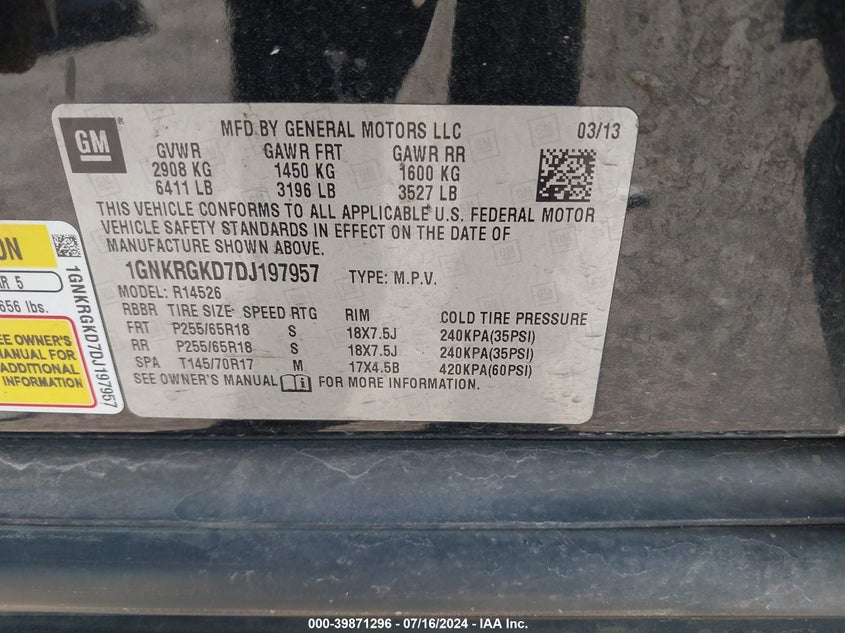 GM
MFD BY GENERAL MOTORS LLC 03/13
GVWR GAWR FRT GAWR RR
2908 KG 1450 KG 1600 KG
6411 LB 3196 LB 3527 LB
THIS VEHICLE CONFORMS TO ALL APPLICABLE U.S. FEDERAL MOTOR
VEHICLE SAFETY STANDARDS IN EFFECT ON THE DATE OF
MANUFACTURE SHOWN ABOVE.
1GNKRGKD7DJ197957 TYPE: M.P.V.
MODEL: R14526
RBBR TIRE SIZE SPEED RTG RIM COLD TIRE PRESSURE
FRT P255/65R18 S 18X7.5J 240KPA(35PSI)
RR P255/65R18 S 18X7.5J 240KPA(35PSI)
SPA T145/70R17 M 17X4.5B 420KPA(60PSI)
SEE OWNER'S MANUAL FOR MORE INFORMATION.
ON
R 5
656 lbs.
SEE OWNER'S
MANUAL FOR
ADDITIONAL
INFORMATION
1GNKRGKD7DJ197957
000-39871296 - 07/16/2024 - IAA Inc.